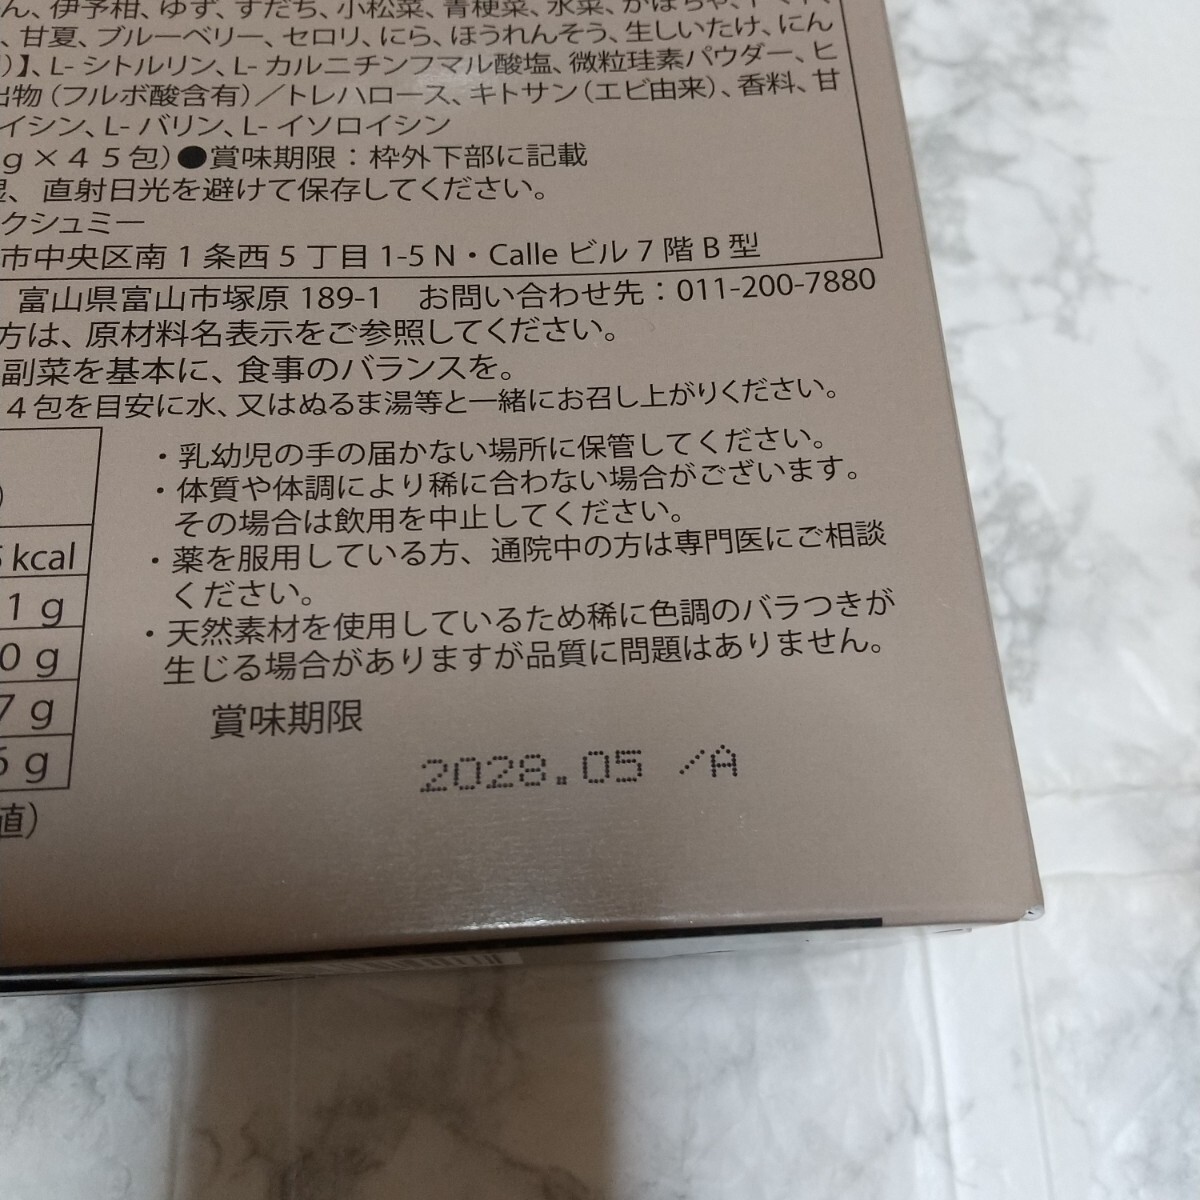 ん、伊予柑、ゆず、すだち、小松菜、青梗菜、水菜、かぼちゃ、トマト、
、甘夏、ブルーベリー、セロリ、にら、ほうれんそう、生しいたけ、にん
)】、L-シトルリン、L-カルニチンフマル酸塩、微粒珪素パウダー、ヒ
出物(フルボ酸含有)/トレハロース、キトサン(エビ由来)、香料、甘
イシン、L-バリン、L-イソロイシン
g×45包)●賞味期限:枠外下部に記載
湿、直射日光を避けて保存してください。
クシュミー
市中央区南1条西5丁目1-5 N・Calle ビル7階B型
富山県富山市塚原 189-1 お問い合わせ先:011-200-7880
方は、原材料名表示をご参照してください。
副菜を基本に、食事のバランスを。
4包を目安に水、又はぬるま湯等と一緒にお召し上がりください。
・乳幼児の手の届かない場所に保管してください。
・体質や体調により稀に合わない場合がございます。
その場合は飲用を中止してください。
・薬を服用している方、通院中の方は専門医にご相談
ください。
・天然素材を使用しているため稀に色調のバラつきが
生じる場合がありますが品質に問題はありません。
)
kcal
1 g
0 g
7 g
6 g
値)
賞味期限
2028.05 /A